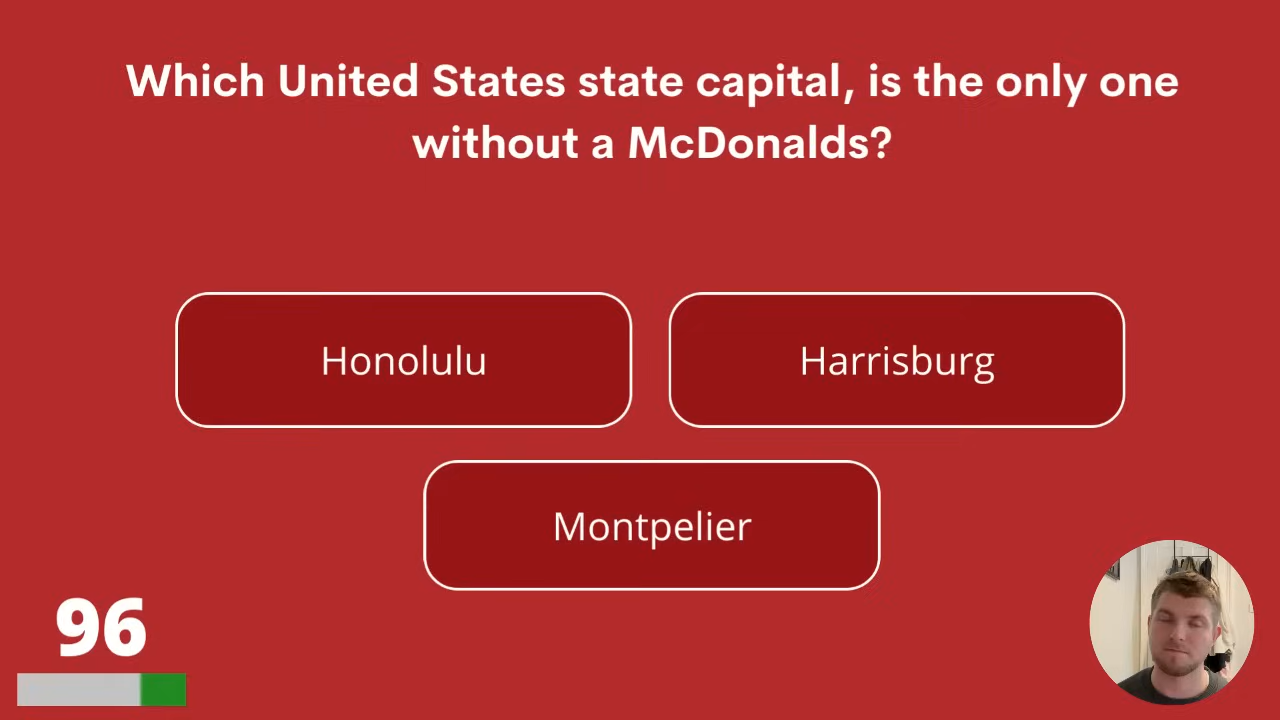 Which United States state capital, is the only one
without a McDonalds?
Honolulu
Harrisburg
Montpelier
96